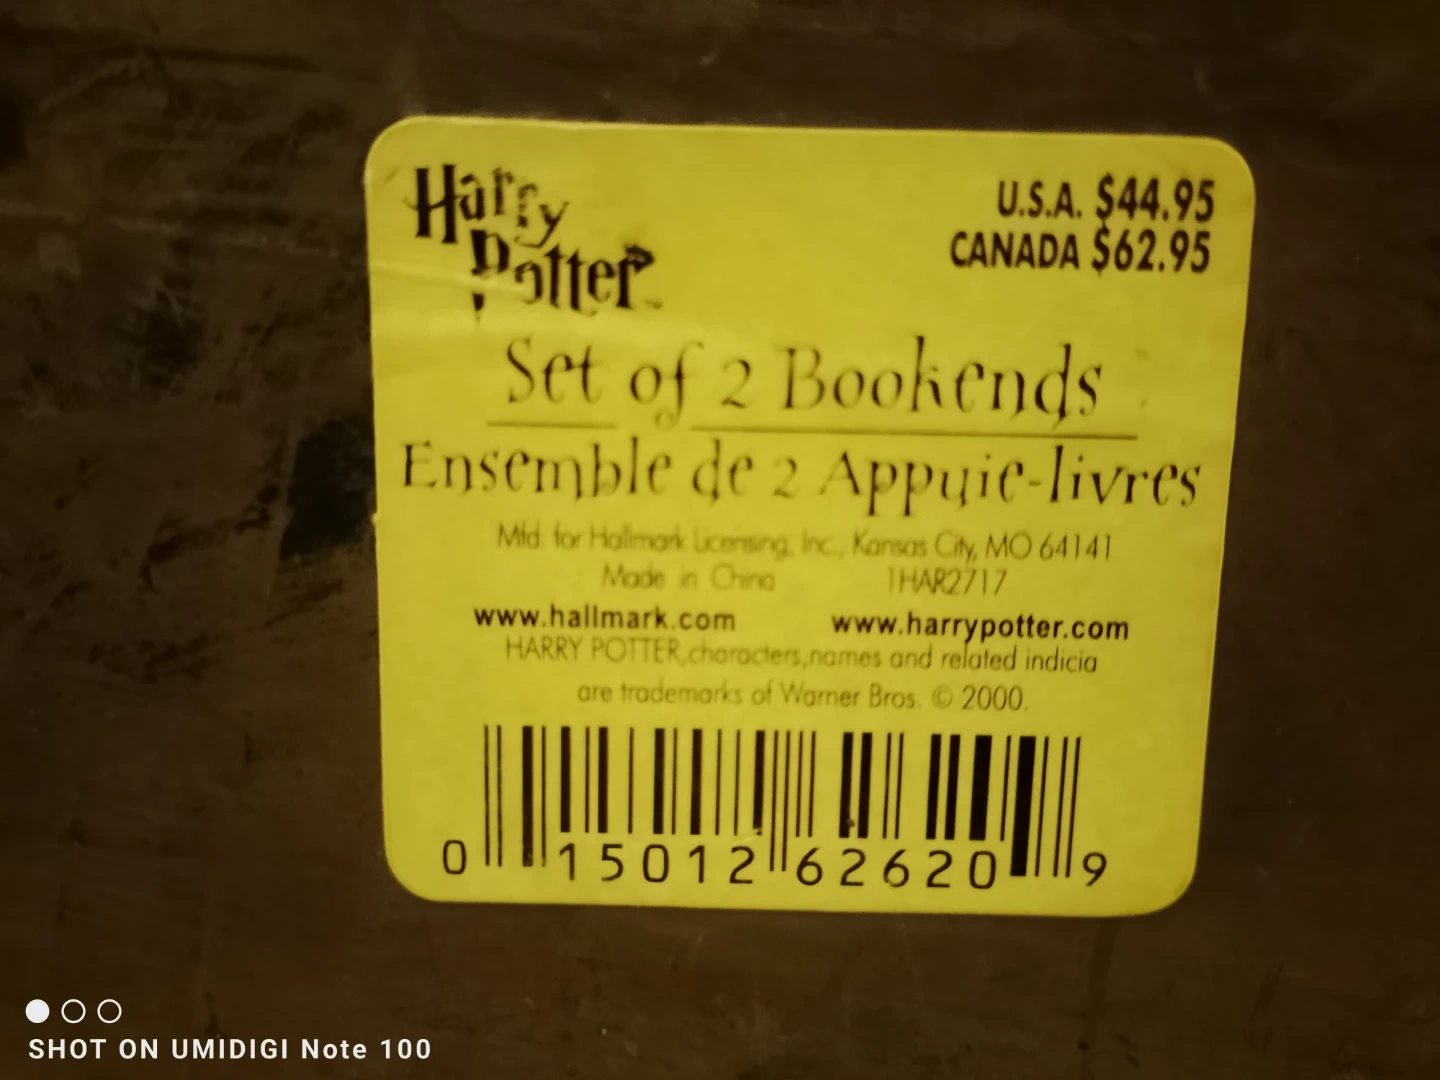 Harry
Potter™
U.S.A. $44.95
CANADA $62.95
Set of 2 Bookends
Ensemble de 2 Appuie-livres
Mfd. for Hallmark Licensing, Inc., Kansas City, MO 64141
Made in China 1HAR2717
www.hallmark.com www.harrypotter.com
HARRY POTTER,characters,names and related indicia
are trademarks of Warner Bros. © 2000.
0 15012 62620 9
SHOT ON UMIDIGI Note 100